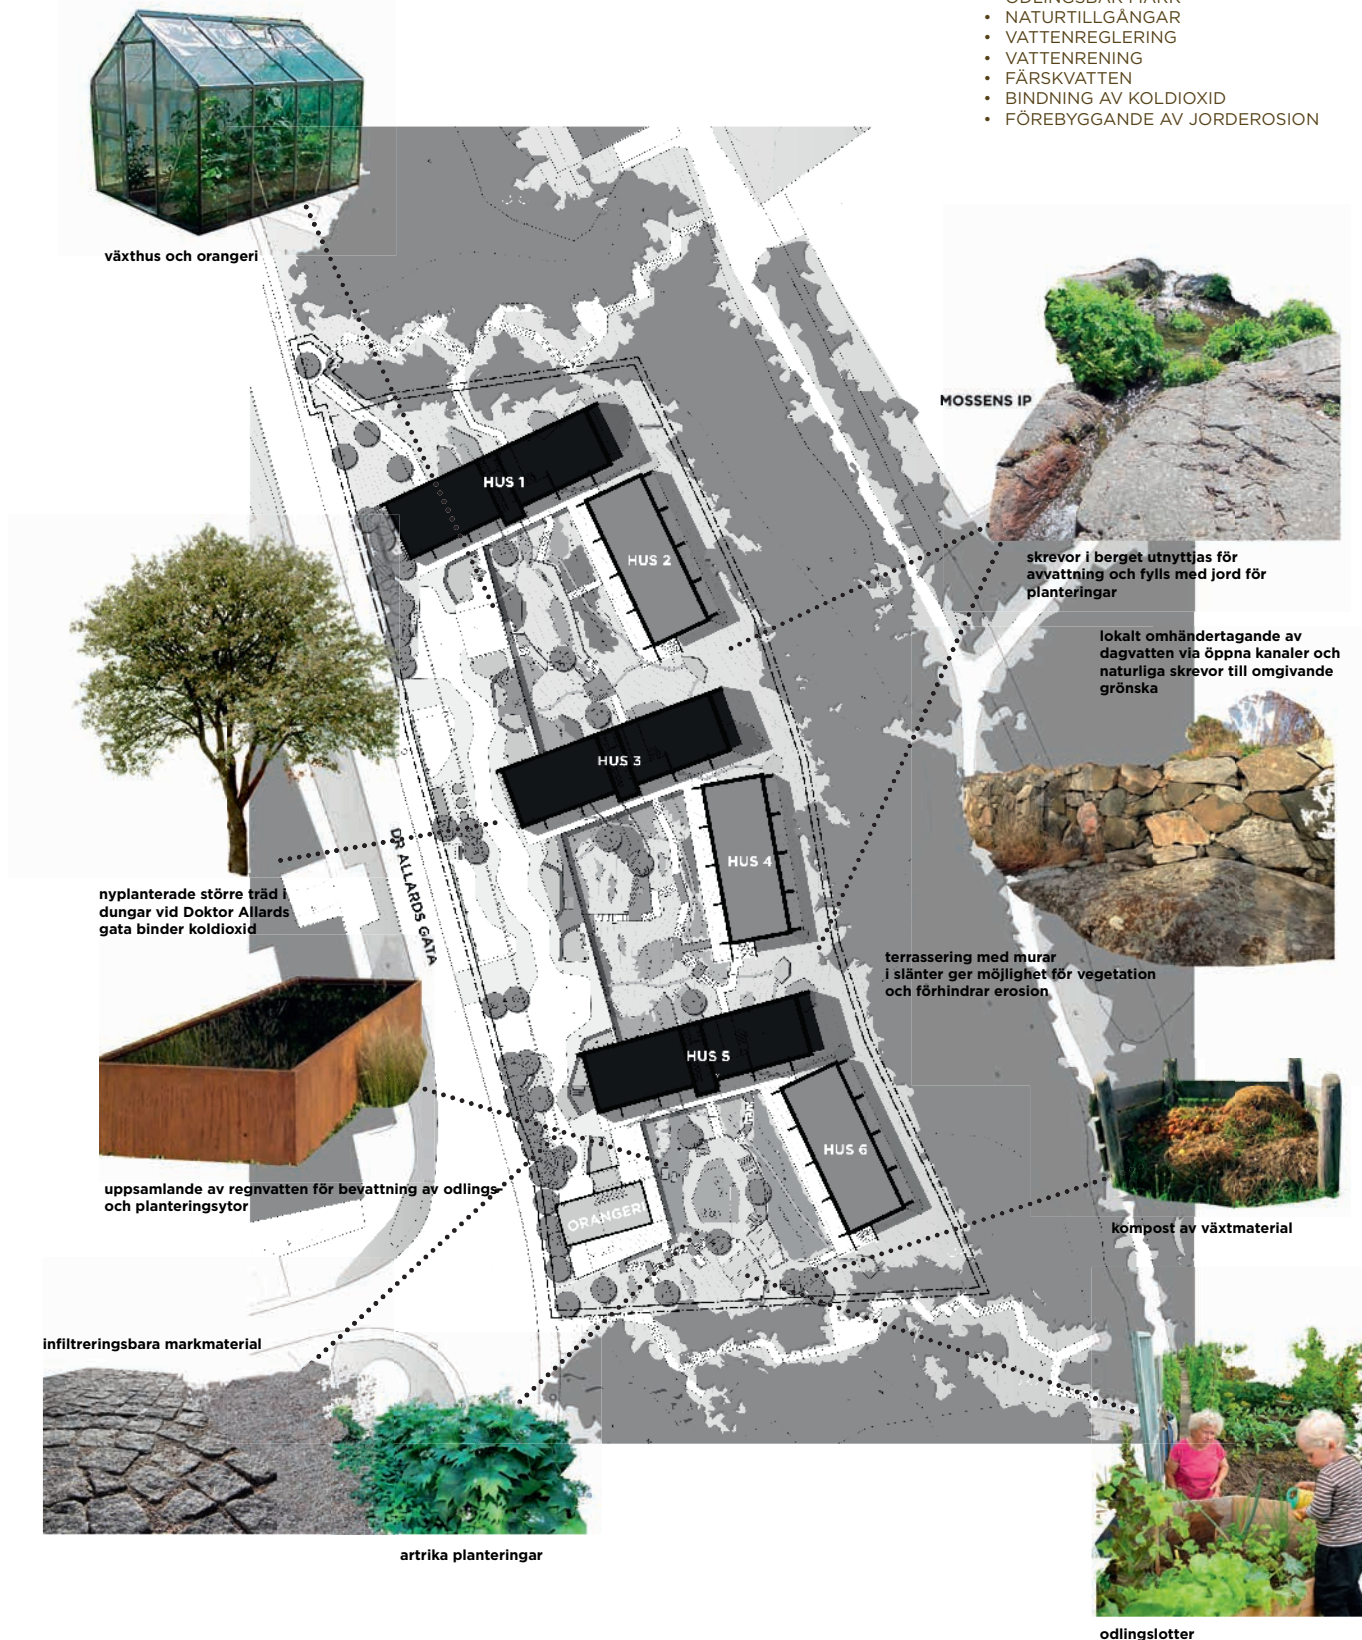 ODLINGSBAR MARK
• NATURTILLGÅNGAR
• VATTENREGLERING
• VATTENRENING
• FÄRSKVATTEN
• BINDNING AV KOLDIOXID
• FÖREBYGGANDE AV JORDEROSION
växthus och orangeri
MOSSENS IP
HUS 1
HUS 2
skrevor i berget utnyttjas för
avvattning och fylls med jord för
planteringar
lokalt omhändertagande av
dagvatten via öppna kanaler och
naturliga skrevor till omgivande
grönska
HUS 3
HUS 4
DR ALLARDS GATA
nyplanterade större träd i
dungar vid Doktor Allards
gata binder koldioxid
terrassering med murar
i slänter ger möjlighet för vegetation
och förhindrar erosion
HUS 5
HUS 6
uppsamlande av regnvatten för bevattning av odlings-
och planteringsytor
ORANGERI
kompost av växtmaterial
infiltreringsbara markmaterial
artrika planteringar
odlingslotter